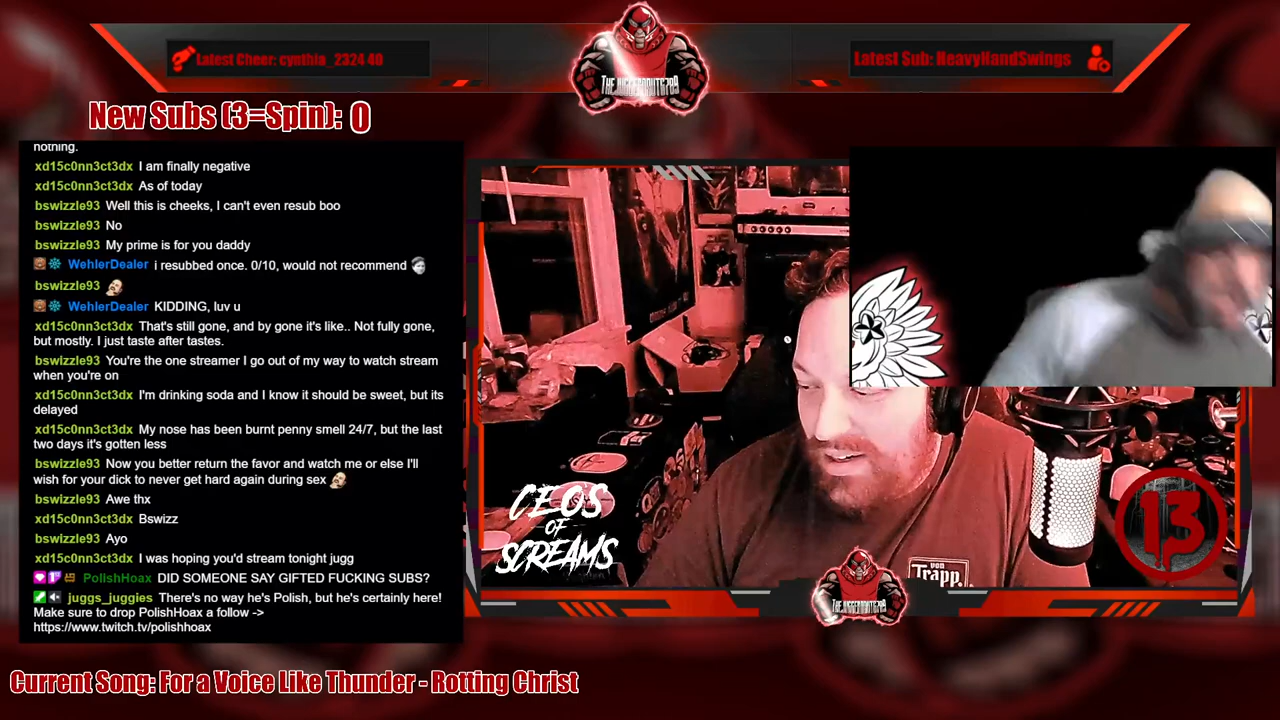 Latest Cheer: cynthia_2324 40
THEJUGGERNAUT6789
Latest Sub: HeavyHandSwings
New Subs (3=Spin): 0
nothing.
xd15c0nn3ct3dx I am finally negative
xd15c0nn3ct3dx As of today
bswizzle93 Well this is cheeks, I can't even resub boo
bswizzle93 No
bswizzle93 My prime is for you daddy
WehlerDealer i resubbed once. 0/10, would not recommend
bswizzle93
WehlerDealer KIDDING, luv u
xd15c0nn3ct3dx That's still gone, and by gone it's like.. Not fully gone,
but mostly. I just taste after tastes.
bswizzle93 You're the one streamer I go out of my way to watch stream
when you're on
xd15c0nn3ct3dx I'm drinking soda and I know it should be sweet, but its
delayed
xd15c0nn3ct3dx My nose has been burnt penny smell 24/7, but the last
two days it's gotten less
bswizzle93 Now you better return the favor and watch me or else I'll
wish for your dick to never get hard again during sex
bswizzle93 Awe thx
xd15c0nn3ct3dx Bswizz
bswizzle93 Ayo
xd15c0nn3ct3dx I was hoping you'd stream tonight jugg
PolishHoax DID SOMEONE SAY GIFTED FUCKING SUBS?
juggs_juggies There's no way he's Polish, but he's certainly here!
Make sure to drop PolishHoax a follow ->
https://www.twitch.tv/polishhoax
CEOS
OF
SCREAMS
von
Trapp
13
THEJUGGERNAUT6789
Current Song: For a Voice Like Thunder - Rotting Christ